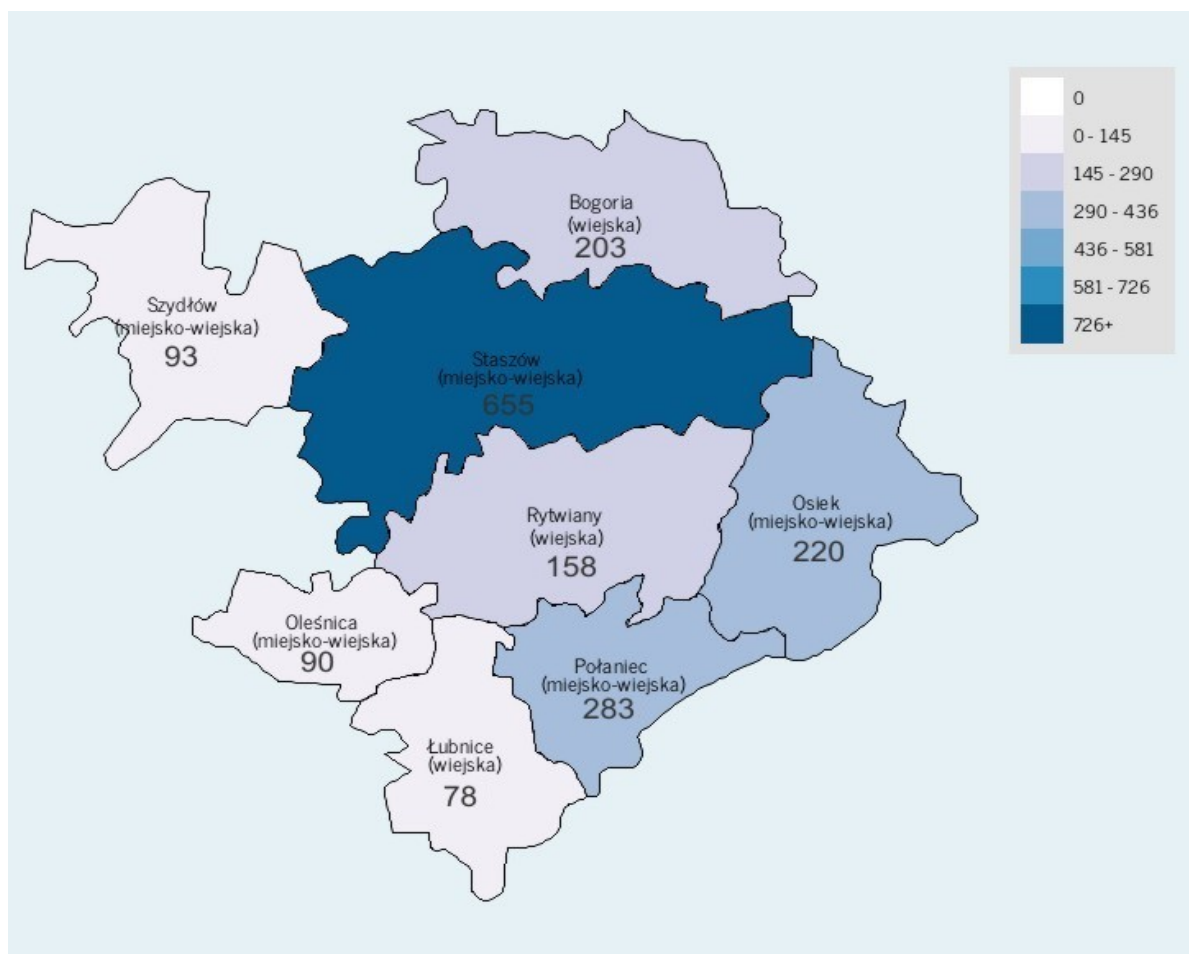 0
0 - 145
145 - 290
290 - 436
436 - 581
581 - 726
726+
Bogoria
(wiejska)
203
Szydłów
(miejsko-wiejska)
93
Staszów
(miejsko-wiejska)
655
Osiek
(miejsko-wiejska)
220
Rytwiany
(wiejska)
158
Oleśnica
(miejsko-wiejska)
90
Połaniec
(miejsko-wiejska)
283
Łubnice
(wiejska)
78